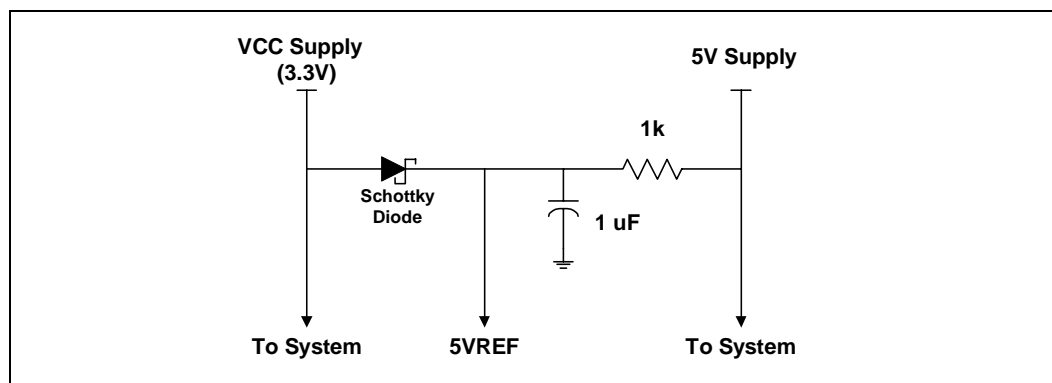 VCC Supply
(3.3V)
5V Supply
1k
Schottky
Diode
1 uF
To System
5VREF
To System